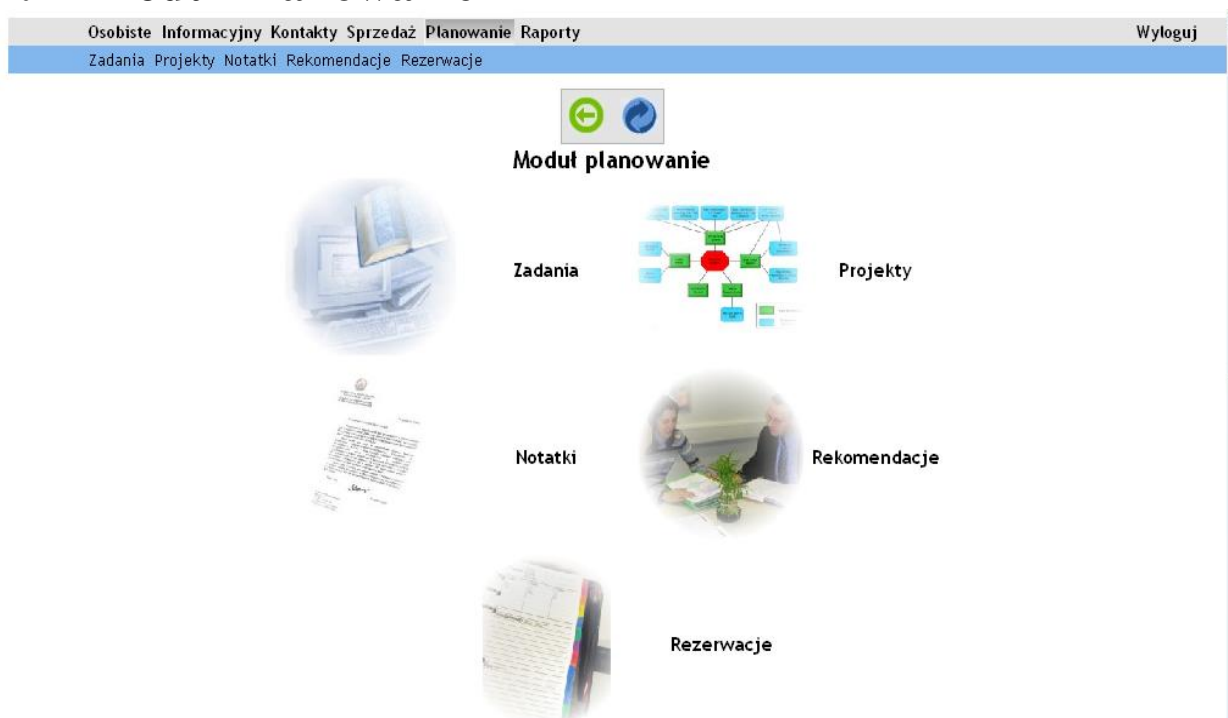 Osobiste Informacyjny Kontakty Sprzedaż Planowanie Raporty Wyloguj
Zadania Projekty Notatki Rekomendacje Rezerwacje
Moduł planowanie
Zadania Projekty
Notatki Rekomendacje
Rezerwacje